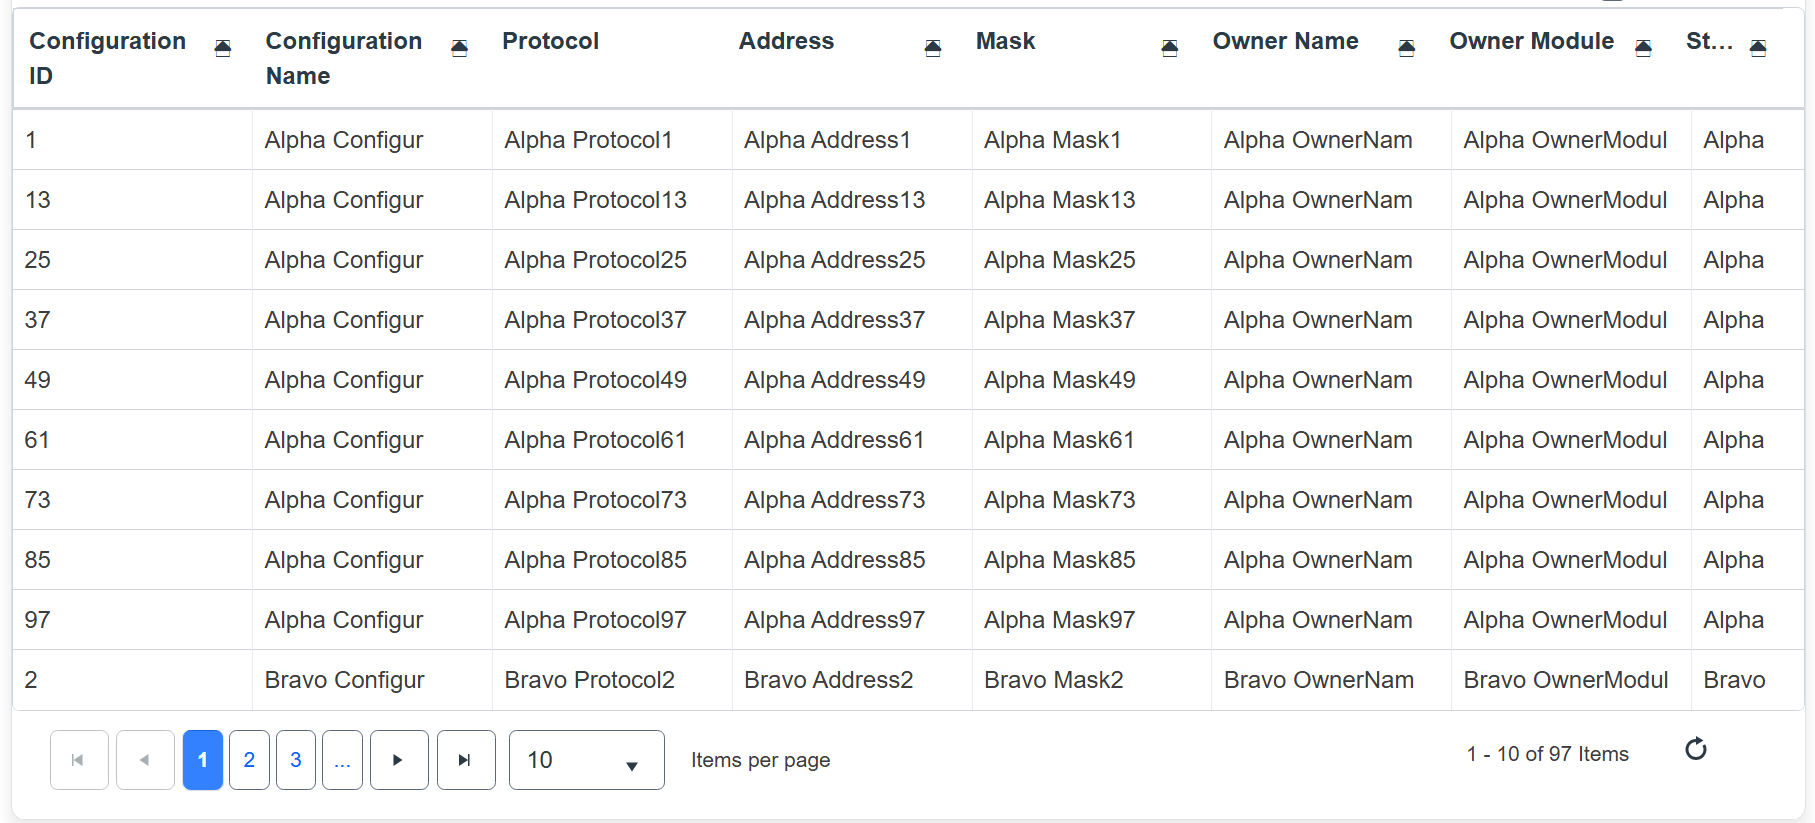 Configuration ID Configuration Name Protocol Address Mask Owner Name Owner Module St...
1 Alpha Configur Alpha Protocol1 Alpha Address1 Alpha Mask1 Alpha OwnerNam Alpha OwnerModul Alpha
13 Alpha Configur Alpha Protocol13 Alpha Address13 Alpha Mask13 Alpha OwnerNam Alpha OwnerModul Alpha
25 Alpha Configur Alpha Protocol25 Alpha Address25 Alpha Mask25 Alpha OwnerNam Alpha OwnerModul Alpha
37 Alpha Configur Alpha Protocol37 Alpha Address37 Alpha Mask37 Alpha OwnerNam Alpha OwnerModul Alpha
49 Alpha Configur Alpha Protocol49 Alpha Address49 Alpha Mask49 Alpha OwnerNam Alpha OwnerModul Alpha
61 Alpha Configur Alpha Protocol61 Alpha Address61 Alpha Mask61 Alpha OwnerNam Alpha OwnerModul Alpha
73 Alpha Configur Alpha Protocol73 Alpha Address73 Alpha Mask73 Alpha OwnerNam Alpha OwnerModul Alpha
85 Alpha Configur Alpha Protocol85 Alpha Address85 Alpha Mask85 Alpha OwnerNam Alpha OwnerModul Alpha
97 Alpha Configur Alpha Protocol97 Alpha Address97 Alpha Mask97 Alpha OwnerNam Alpha OwnerModul Alpha
2 Bravo Configur Bravo Protocol2 Bravo Address2 Bravo Mask2 Bravo OwnerNam Bravo OwnerModul Bravo
1 2 3 ... 10 Items per page 1 - 10 of 97 Items